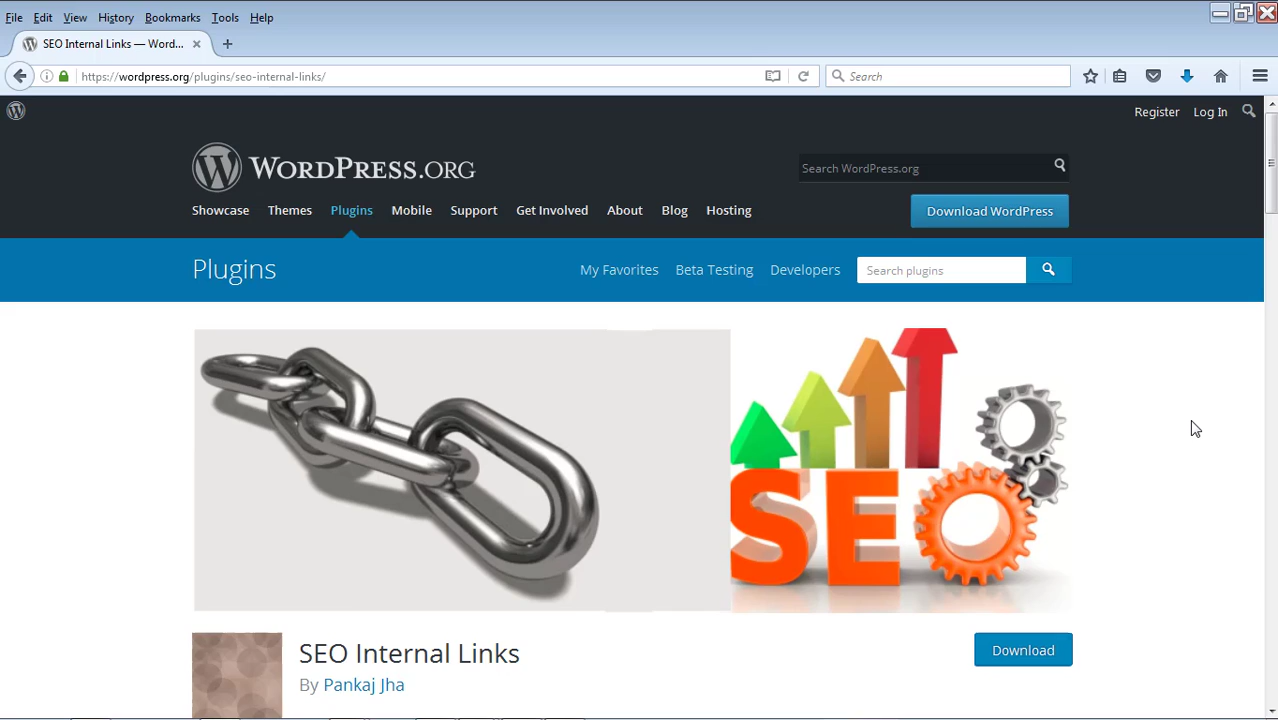 File Edit View History Bookmarks Tools Help
SEO Internal Links — Word...
https://wordpress.org/plugins/seo-internal-links/
Search
Register Log In
WORDPRESS.ORG
Search WordPress.org
Showcase Themes Plugins Mobile Support Get Involved About Blog Hosting
Download WordPress
Plugins
My Favorites Beta Testing Developers
Search plugins
SEO
SEO Internal Links
Download
By Pankaj Jha